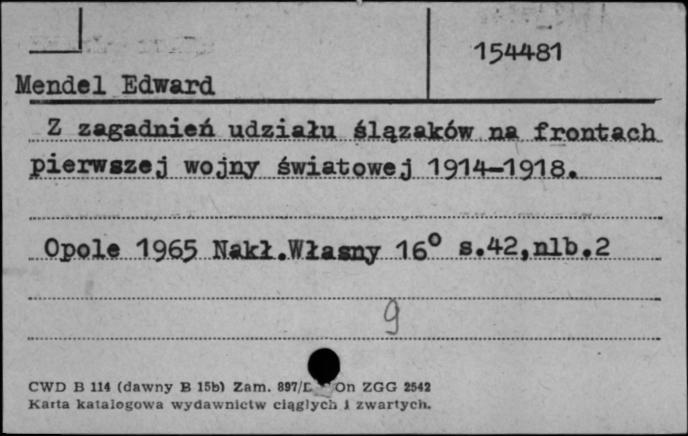 154481
Mendel Edward
Z zagadnień udziału ślązaków na frontach
pierwszej wojny światowej 1914-1918.
Opole 1965 Nakł.Własny 16° s.42,nlb.2
9
CWD B 114 (dawny B 15b) Zam. 897/ On ZGG 2542
Karta katalogowa wydawnictw ciągłych i zwartych.